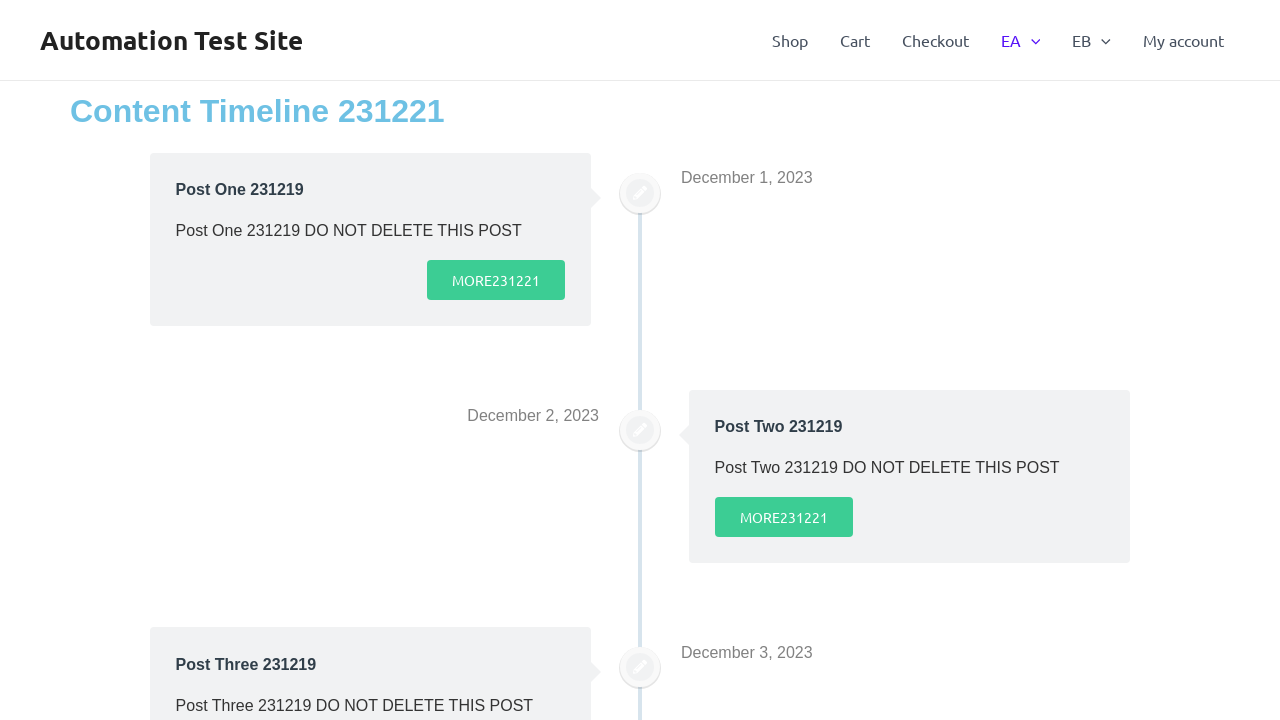 Automation Test Site
Shop
Cart
Checkout
EA
EB
My account
Content Timeline 231221
Post One 231219
Post One 231219 DO NOT DELETE THIS POST
MORE231221
December 1, 2023
December 2, 2023
Post Two 231219
Post Two 231219 DO NOT DELETE THIS POST
MORE231221
Post Three 231219
Post Three 231219 DO NOT DELETE THIS POST
December 3, 2023